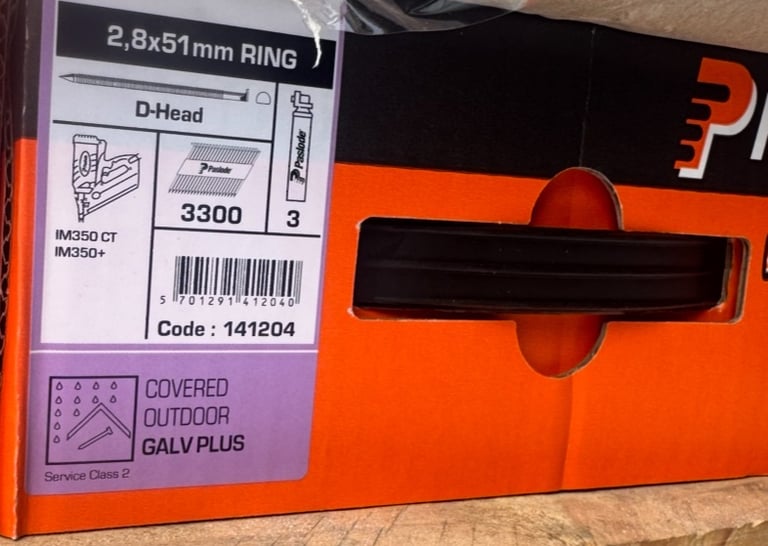 2,8x51mm RING
D-Head
Paslode®
Paslode
3300
3
IM350 CT
IM350+
5 701291 412040
Code : 141204
COVERED
OUTDOOR
GALV PLUS
Service Class 2